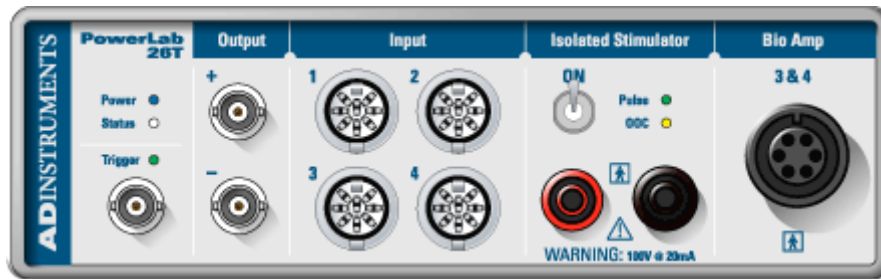 ADINSTRUMENTS
PowerLab
26T
Output
Input
Isolated Stimulator
Bio Amp
Power
Status
Trigger
+
−
1
2
3
4
ON
Pulse
OOC
WARNING: 100V @ 20mA
3 & 4